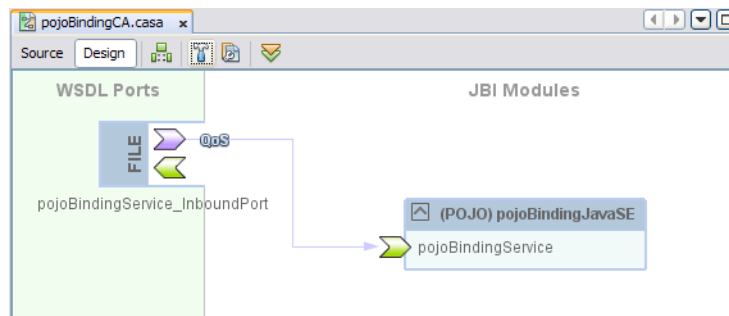 pojoBindingCA.casa x
Source Design
WSDL Ports
JBI Modules
FILE
QoS
pojoBindingService_InboundPort
(POJO) pojoBindingJavaSE
pojoBindingService